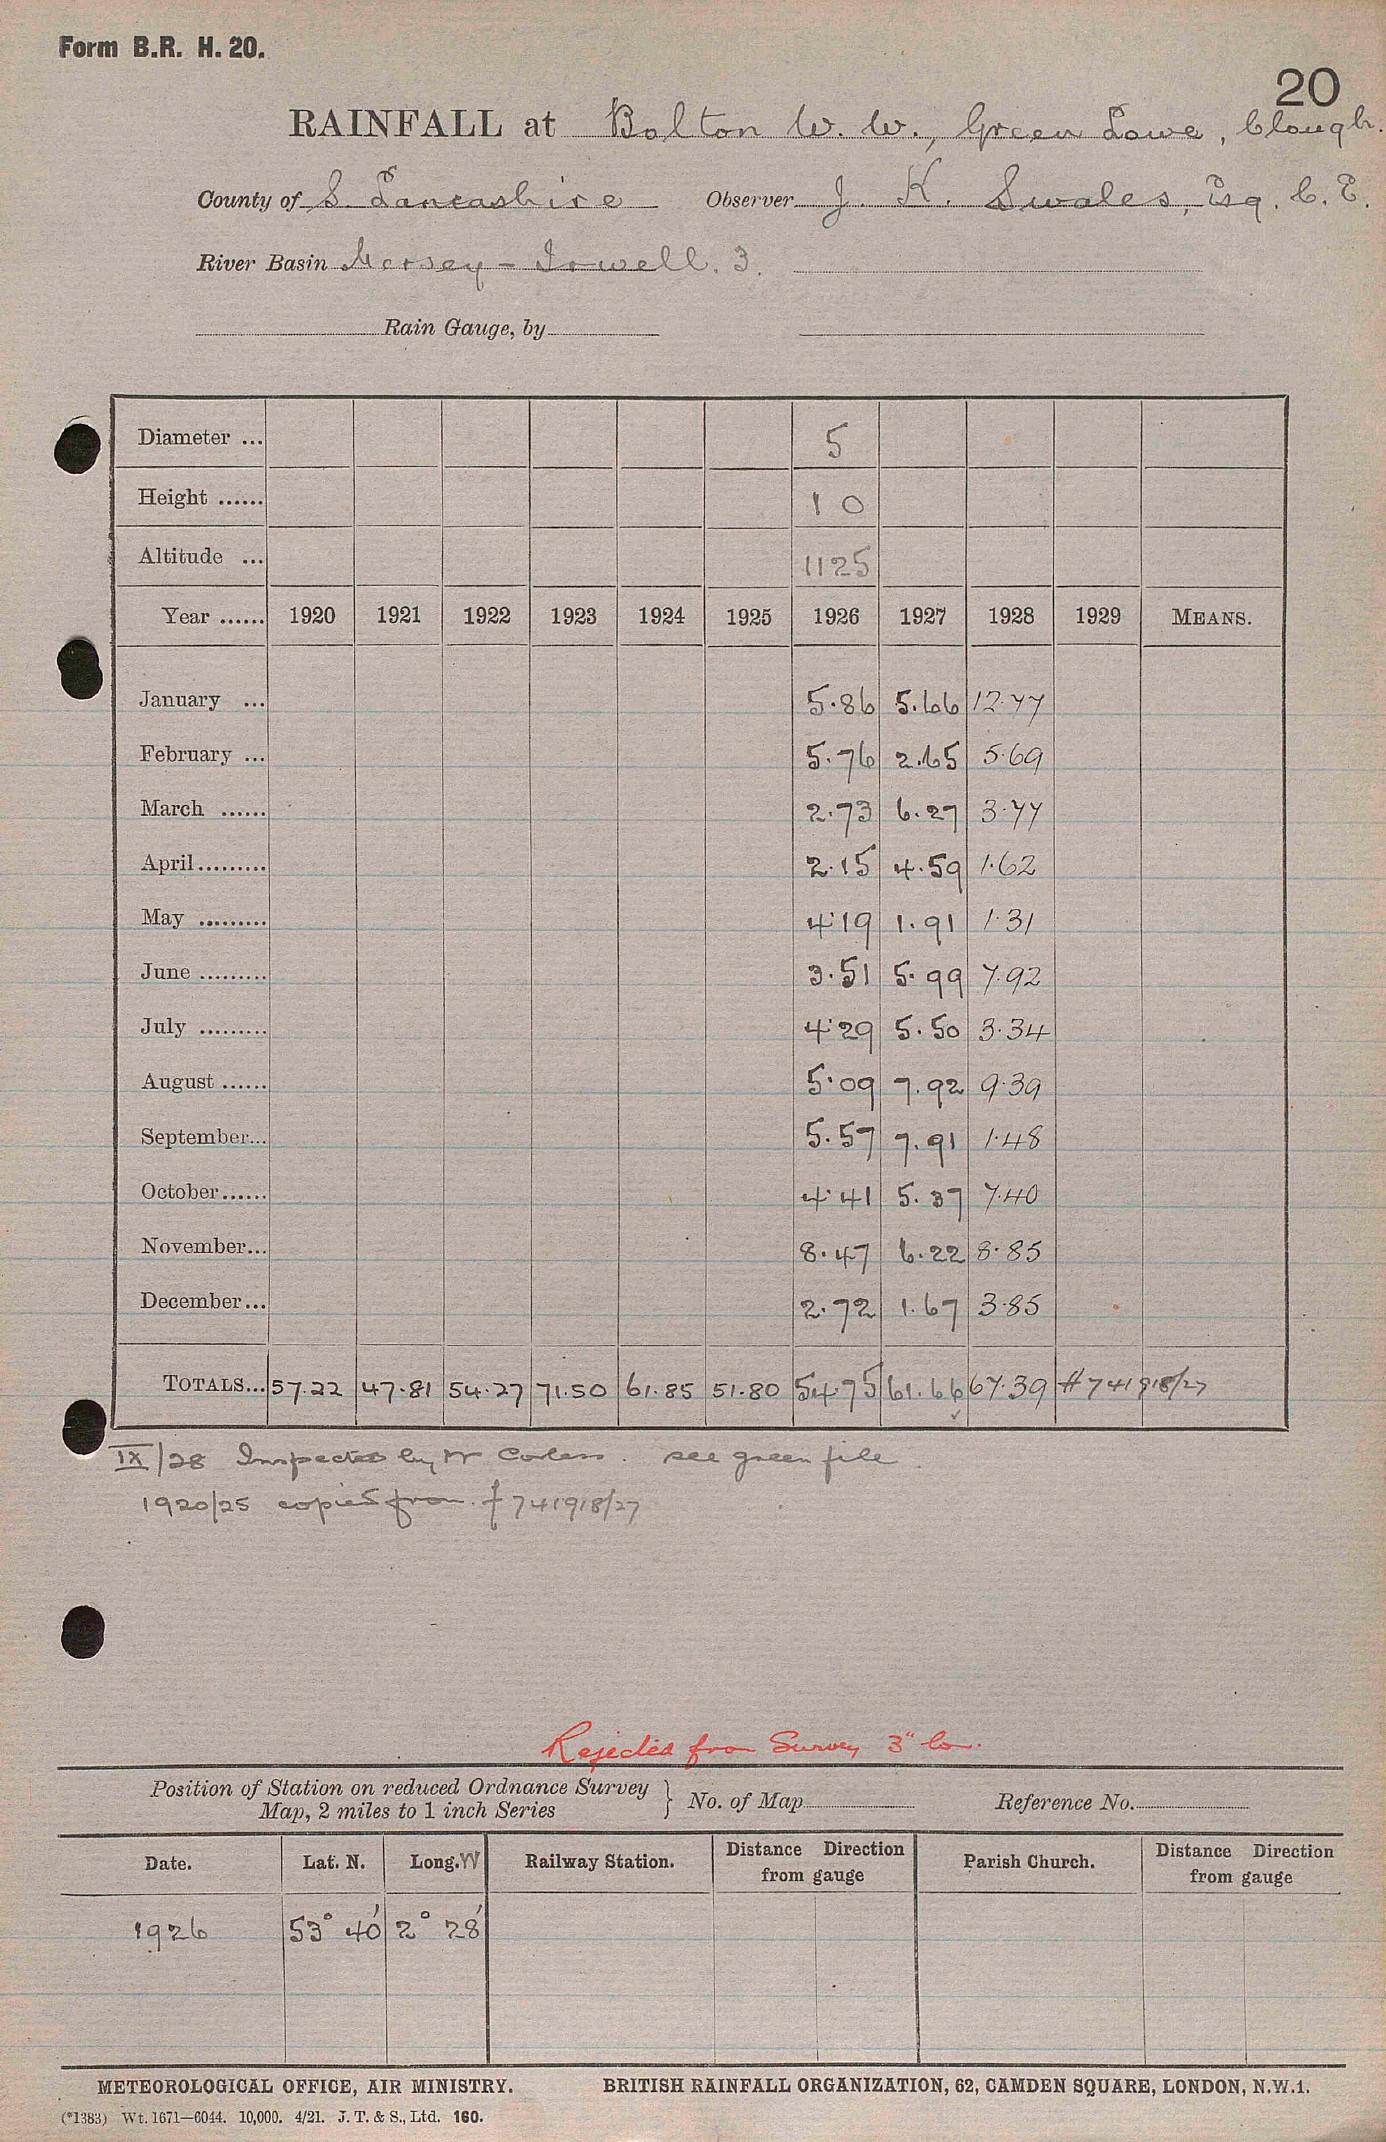 Form B.R. H. 20.
20
RAINFALL at Bolton W. W., Green Lowe, Clough.
County of S. Lancashire Observer J. K. Swales, Esq. C. E.
River Basin Mersey - Irwell. 3.
Rain Gauge, by
Diameter ... 5
Height ...... 10
Altitude ... 1125
Year ...... 1920 1921 1922 1923 1924 1925 1926 1927 1928 1929 MEANS.
January ... 5.86 5.66 12.77
February ... 5.76 2.65 5.69
March ...... 2.73 6.27 3.77
April ......... 2.15 4.59 1.62
May ......... 4.19 1.91 1.31
June ......... 3.51 5.99 7.92
July ......... 4.29 5.50 3.34
August ...... 5.09 7.92 9.39
September... 5.57 7.91 1.48
October...... 4.41 5.37 7.40
November... 8.47 6.22 8.85
December... 2.72 1.67 3.85
TOTALS... 57.22 47.81 54.27 71.50 61.85 51.80 54.75 61.66 67.39 741918/27
IX/28 Inspected by Mr see green file.
1920/25 copied from f 741918/27
Rejected from Survey 3" low.
Position of Station on reduced Ordnance Survey
Map, 2 miles to 1 inch Series } No. of Map Reference No.
Date. Lat. N. Long. W Railway Station. Distance Direction from gauge Parish Church. Distance Direction from gauge
1926 53° 40' 2° 28'
METEOROLOGICAL OFFICE, AIR MINISTRY. BRITISH RAINFALL ORGANIZATION, 62, CAMDEN SQUARE, LONDON, N.W.1.
(*1383) Wt. 1671—6044. 10,000. 4/21. J. T. & S., Ltd. 160.